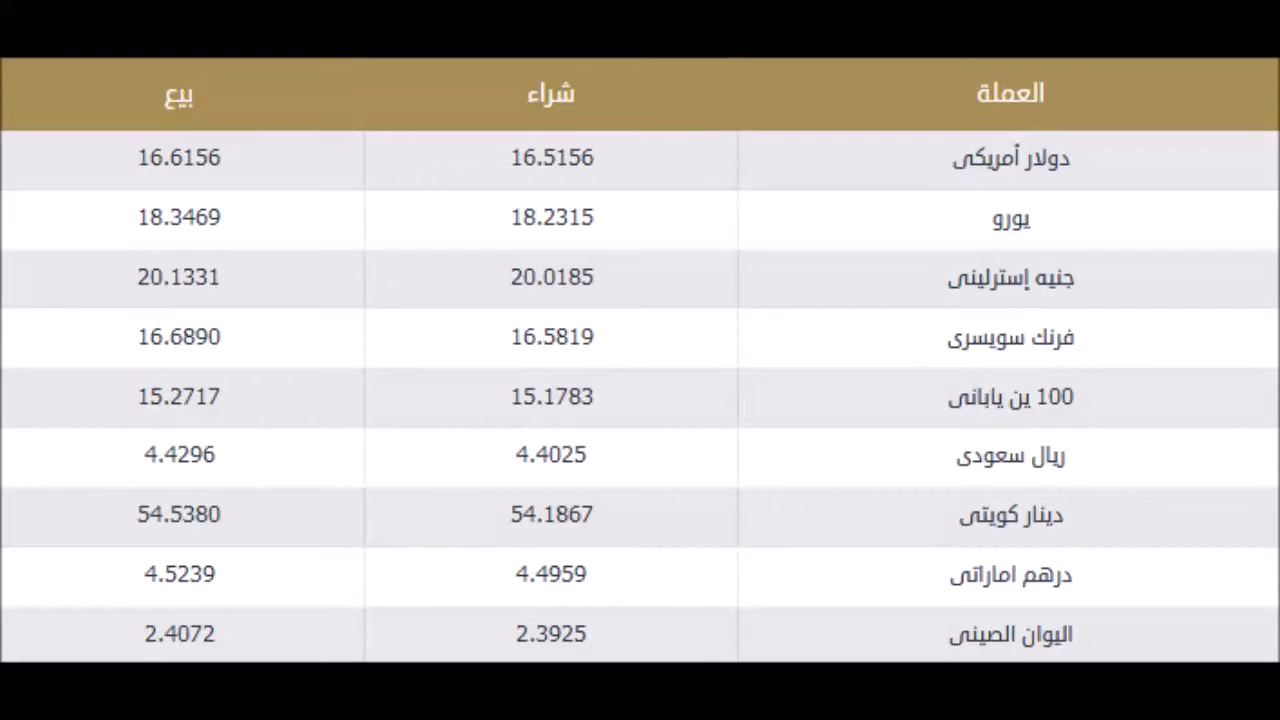 العملة شراء بيع
دولار أمريكى 16.5156 16.6156
يورو 18.2315 18.3469
جنيه إسترلينى 20.0185 20.1331
فرنك سويسرى 16.5819 16.6890
100 ين يابانى 15.1783 15.2717
ريال سعودى 4.4025 4.4296
دينار كويتى 54.1867 54.5380
درهم اماراتى 4.4959 4.5239
اليوان الصينى 2.3925 2.4072